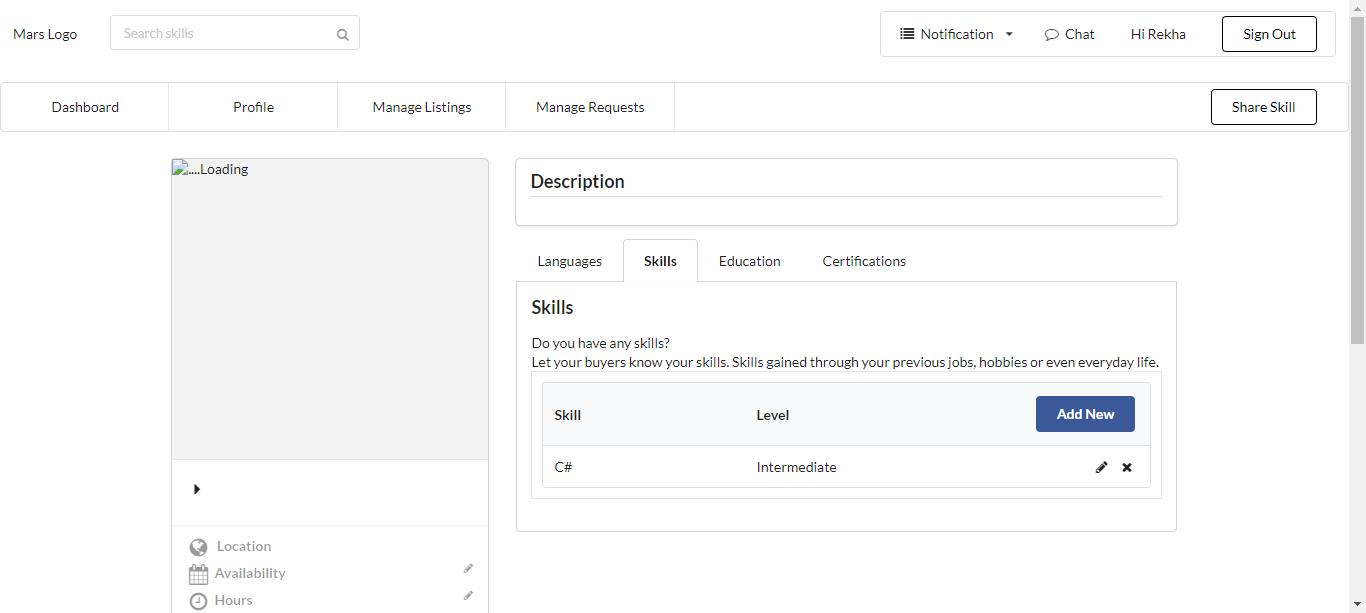 Mars Logo
Search skills
Notification
Chat
Hi Rekha
Sign Out
Dashboard
Profile
Manage Listings
Manage Requests
Share Skill
....Loading
Location
Availability
Hours
Description
Languages
Skills
Education
Certifications
Skills
Do you have any skills?
Let your buyers know your skills. Skills gained through your previous jobs, hobbies or even everyday life.
Skill
Level
Add New
C#
Intermediate